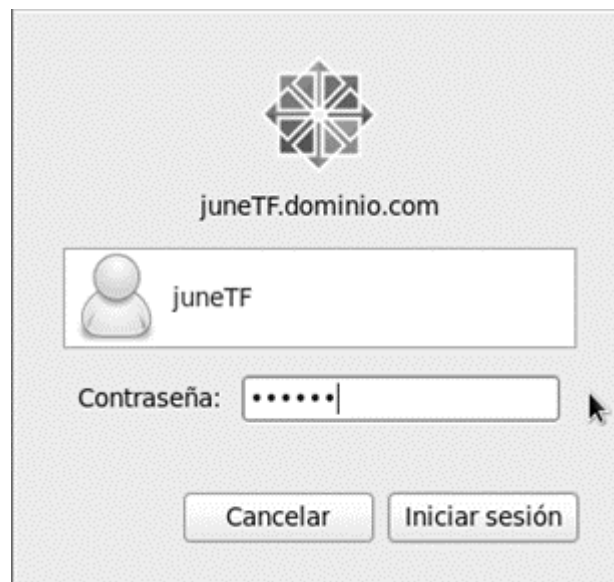 juneTF.dominio.com
juneTF
Contraseña: ••••••
Cancelar Iniciar sesión